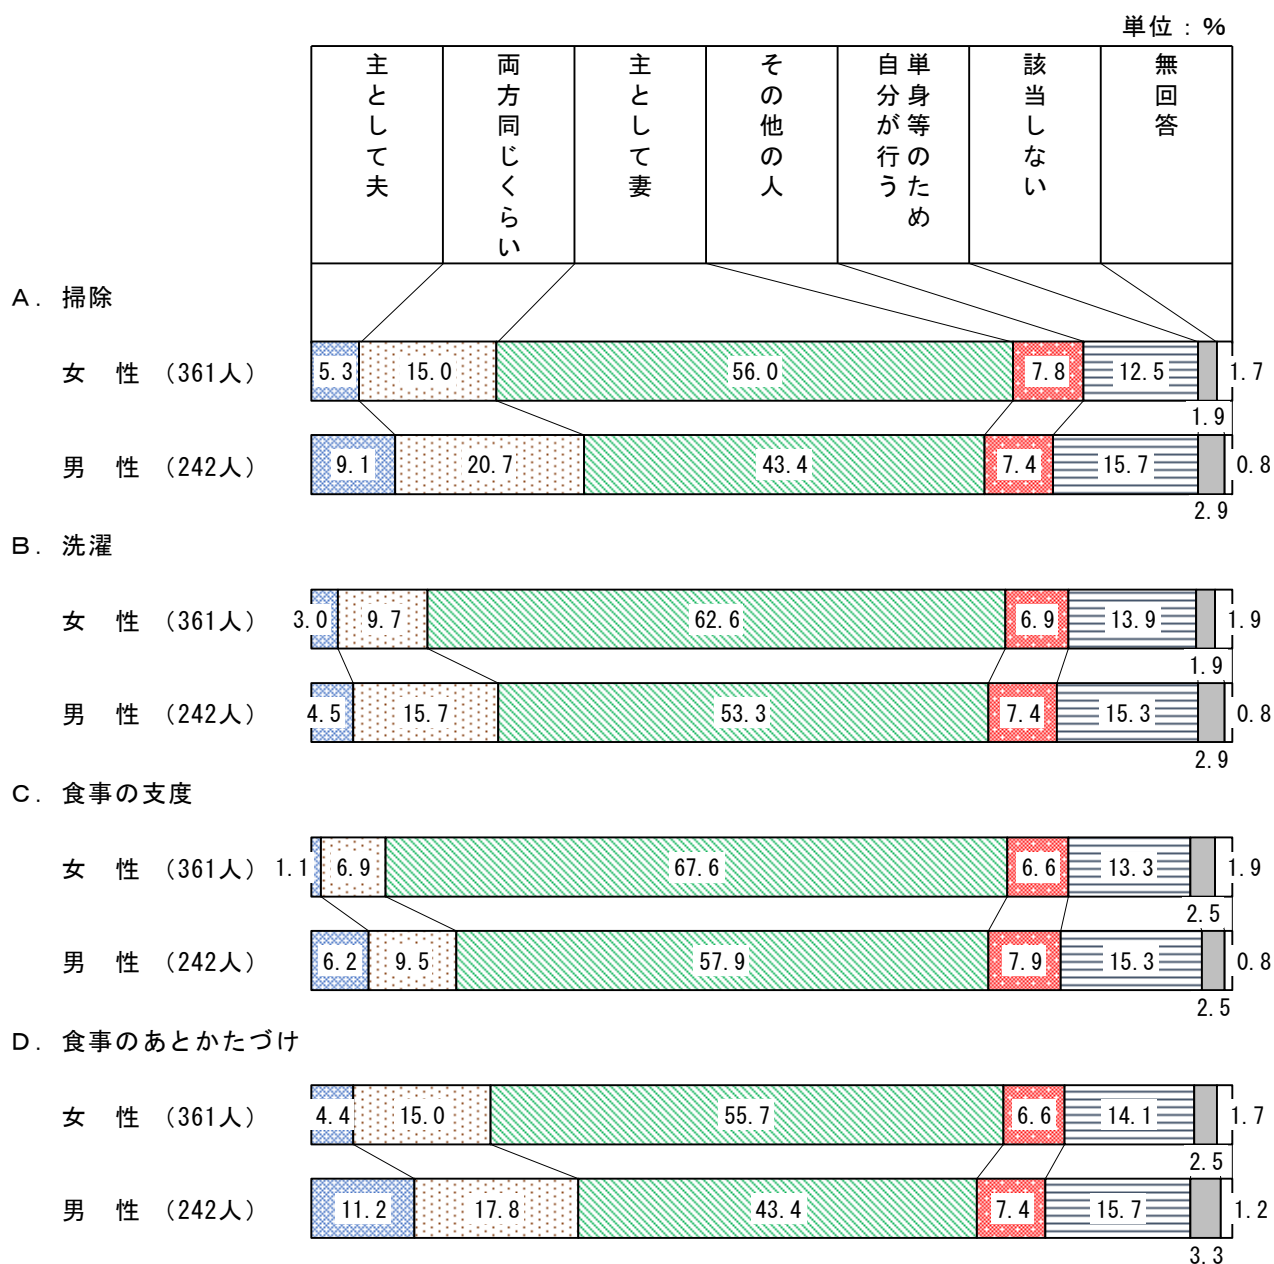 単位：％
主として夫
両方同じくらい
主として妻
その他の人
単身等のため
自分が行う
該当しない
無回答
Ａ．掃除
女　性　（361人）
5.3 15.0 56.0 7.8 12.5 1.7
1.9
男　性　（242人）
9.1 20.7 43.4 7.4 15.7 0.8
2.9
Ｂ．洗濯
女　性　（361人）
3.0 9.7 62.6 6.9 13.9 1.9
1.9
男　性　（242人）
4.5 15.7 53.3 7.4 15.3 0.8
2.9
Ｃ．食事の支度
女　性　（361人）
1.1 6.9 67.6 6.6 13.3 1.9
2.5
男　性　（242人）
6.2 9.5 57.9 7.9 15.3 0.8
2.5
Ｄ．食事のあとかたづけ
女　性　（361人）
4.4 15.0 55.7 6.6 14.1 1.7
2.5
男　性　（242人）
11.2 17.8 43.4 7.4 15.7 1.2
3.3